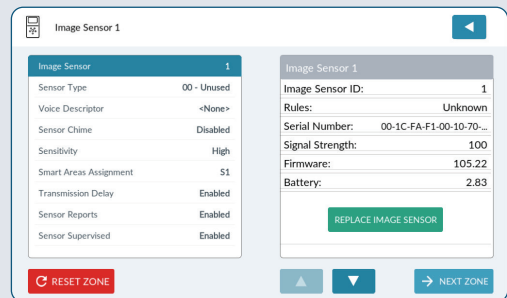 Image Sensor 1
Image Sensor 1
Sensor Type 00 - Unused
Voice Descriptor <None>
Sensor Chime Disabled
Sensitivity High
Smart Areas Assignment S1
Transmission Delay Enabled
Sensor Reports Enabled
Sensor Supervised Enabled
RESET ZONE
Image Sensor 1
Image Sensor ID: 1
Rules: Unknown
Serial Number: 00-1C-FA-F1-00-10-70-...
Signal Strength: 100
Firmware: 105.22
Battery: 2.83
REPLACE IMAGE SENSOR
NEXT ZONE